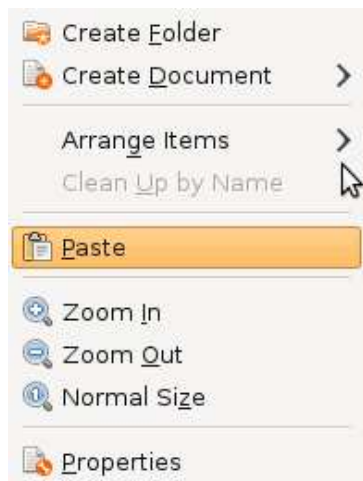 Create Folder
Create Document
Arrange Items
Clean Up by Name
Paste
Zoom In
Zoom Out
Normal Size
Properties